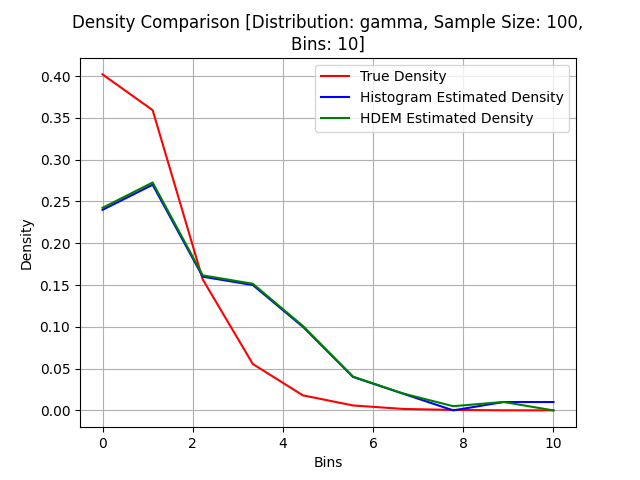 Density Comparison [Distribution: gamma, Sample Size: 100,
Bins: 10]
True Density
Histogram Estimated Density
HDEM Estimated Density
Density
0.40
0.35
0.30
0.25
0.20
0.15
0.10
0.05
0.00
0 2 4 6 8 10
Bins